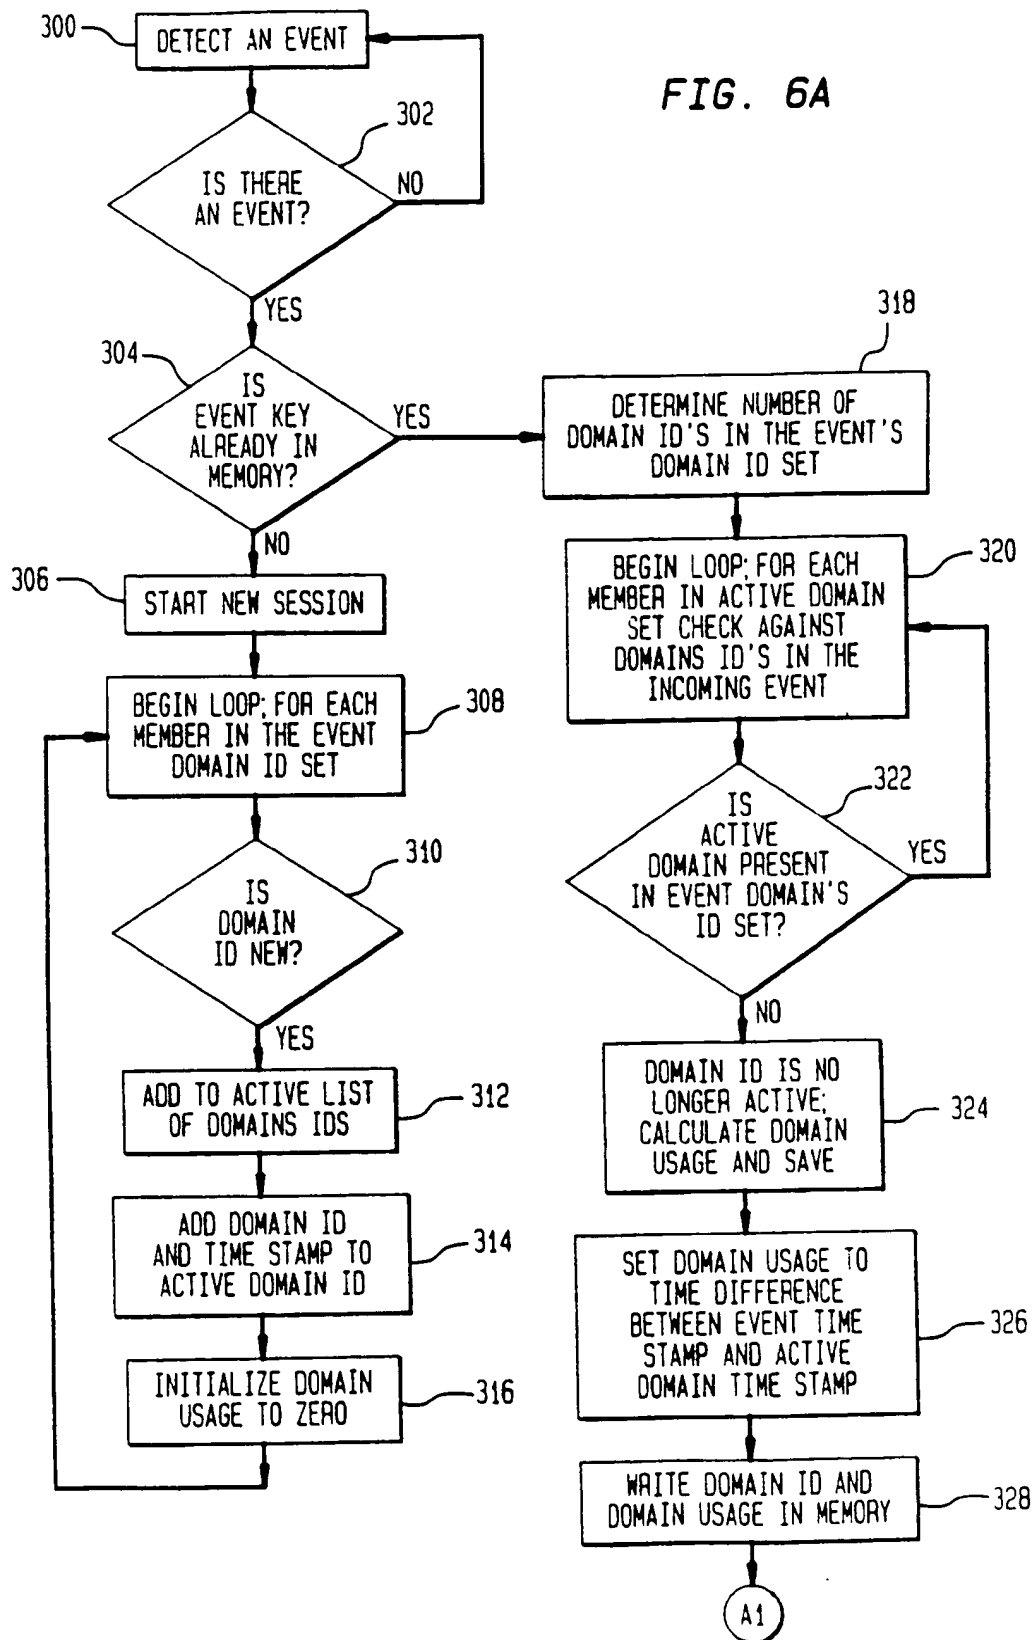 FIG. 6A
300
DETECT AN EVENT
302
IS THERE
AN EVENT?
NO
YES
304
IS
EVENT KEY
ALREADY IN
MEMORY?
YES
NO
306
START NEW SESSION
308
BEGIN LOOP; FOR EACH
MEMBER IN THE EVENT
DOMAIN ID SET
310
IS
DOMAIN
ID NEW?
YES
312
ADD TO ACTIVE LIST
OF DOMAINS IDS
314
ADD DOMAIN ID
AND TIME STAMP TO
ACTIVE DOMAIN ID
316
INITIALIZE DOMAIN
USAGE TO ZERO
318
DETERMINE NUMBER OF
DOMAIN ID'S IN THE EVENT'S
DOMAIN ID SET
320
BEGIN LOOP; FOR EACH
MEMBER IN ACTIVE DOMAIN
SET CHECK AGAINST
DOMAINS ID'S IN THE
INCOMING EVENT
322
IS
ACTIVE
DOMAIN PRESENT
IN EVENT DOMAIN'S
ID SET?
YES
NO
324
DOMAIN ID IS NO
LONGER ACTIVE;
CALCULATE DOMAIN
USAGE AND SAVE
326
SET DOMAIN USAGE TO
TIME DIFFERENCE
BETWEEN EVENT TIME
STAMP AND ACTIVE
DOMAIN TIME STAMP
328
WRITE DOMAIN ID AND
DOMAIN USAGE IN MEMORY
A1